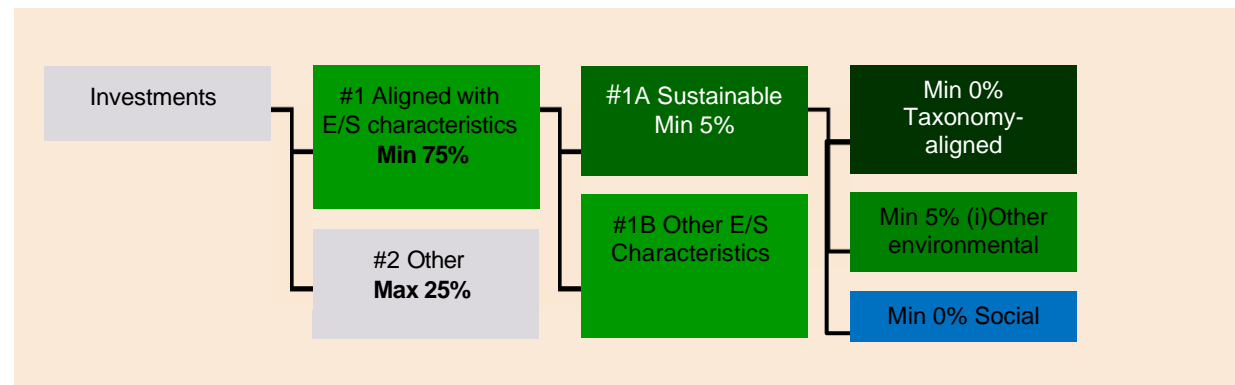 Investments
#1 Aligned with
E/S characteristics
Min 75%
#2 Other
Max 25%
#1A Sustainable
Min 5%
#1B Other E/S
Characteristics
Min 0%
Taxonomy-
aligned
Min 5% (i)Other
environmental
Min 0% Social